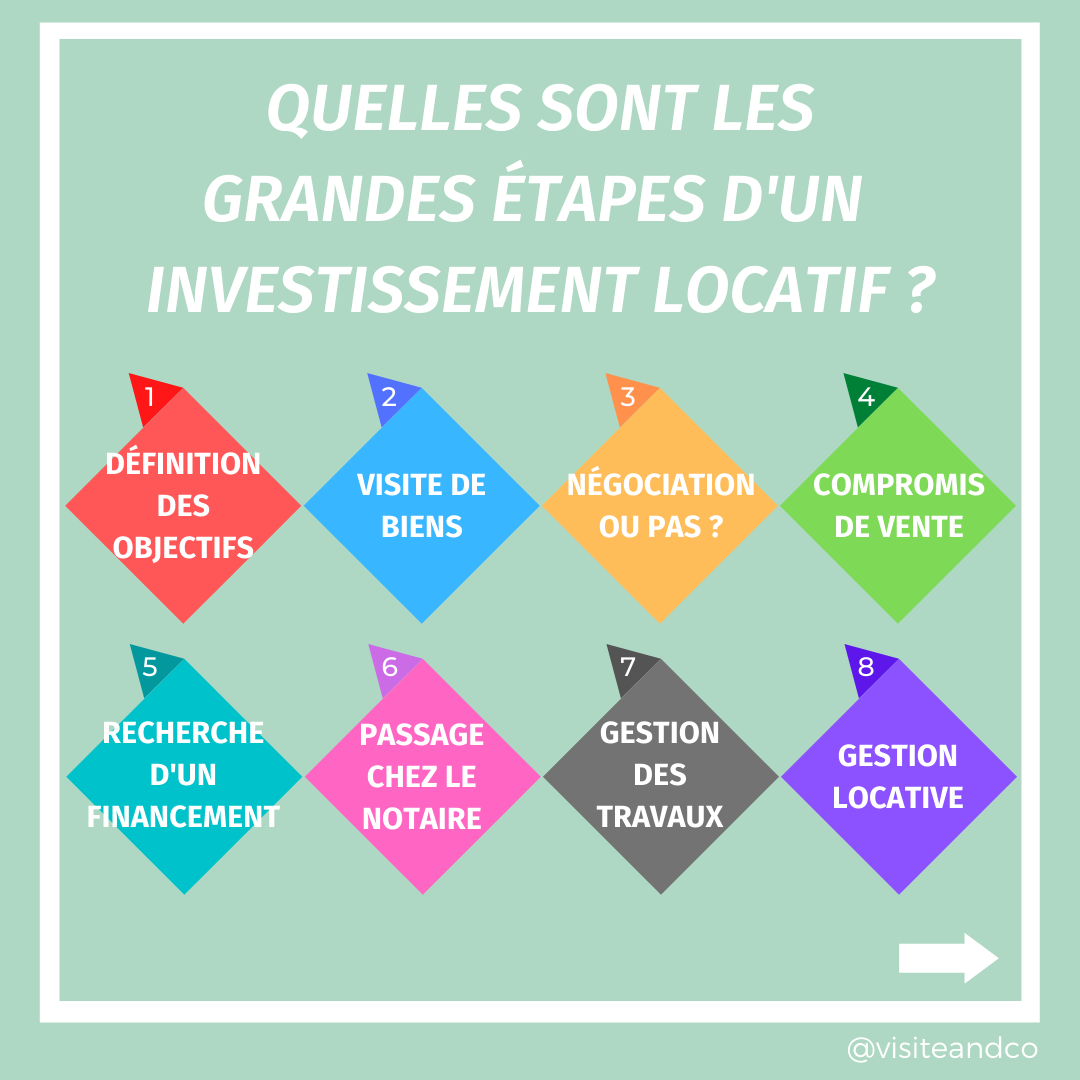 QUELLES SONT LES
GRANDES ÉTAPES D'UN
INVESTISSEMENT LOCATIF ?
1
DÉFINITION
DES
OBJECTIFS
2
VISITE DE
BIENS
3
NÉGOCIATION
OU PAS ?
4
COMPROMIS
DE VENTE
5
RECHERCHE
D'UN
FINANCEMENT
6
PASSAGE
CHEZ LE
NOTAIRE
7
GESTION
DES
TRAVAUX
8
GESTION
LOCATIVE
@visiteandco